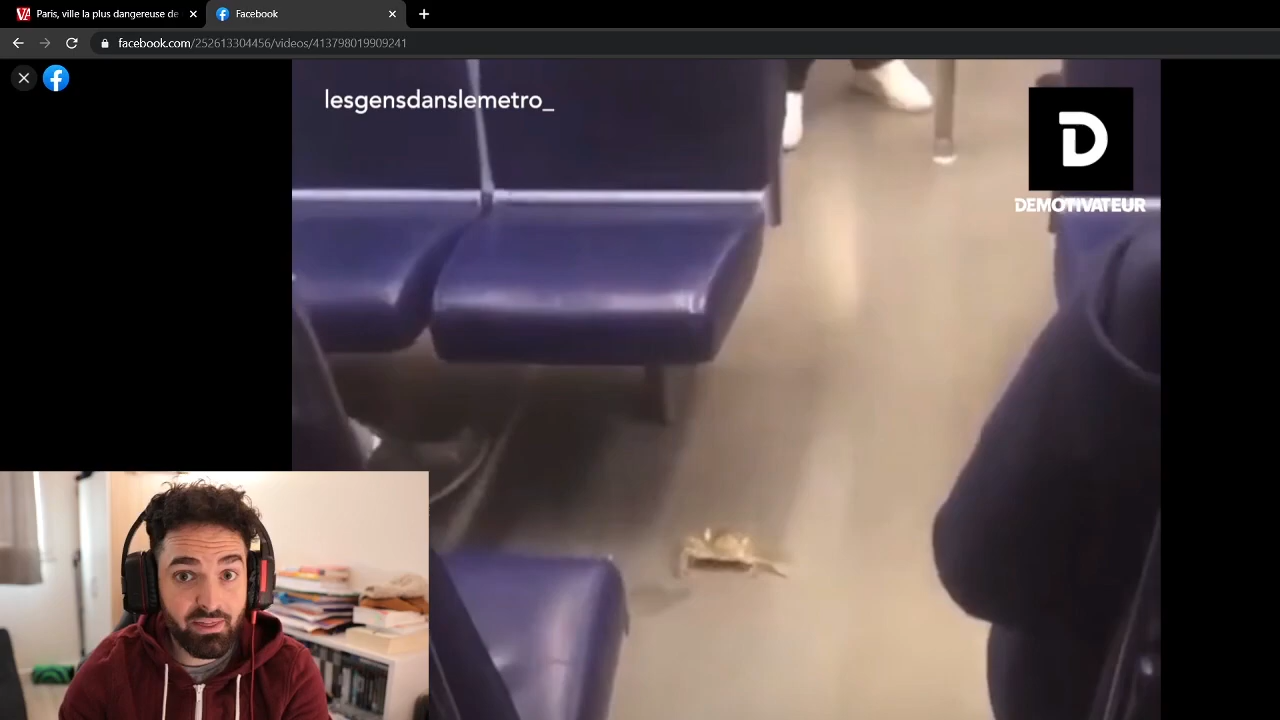 Paris, ville la plus dangereuse de
Facebook
facebook.com/252613304456/videos/413798019909241
lesgensdanslemetro_
D
DEMOTIVATEUR